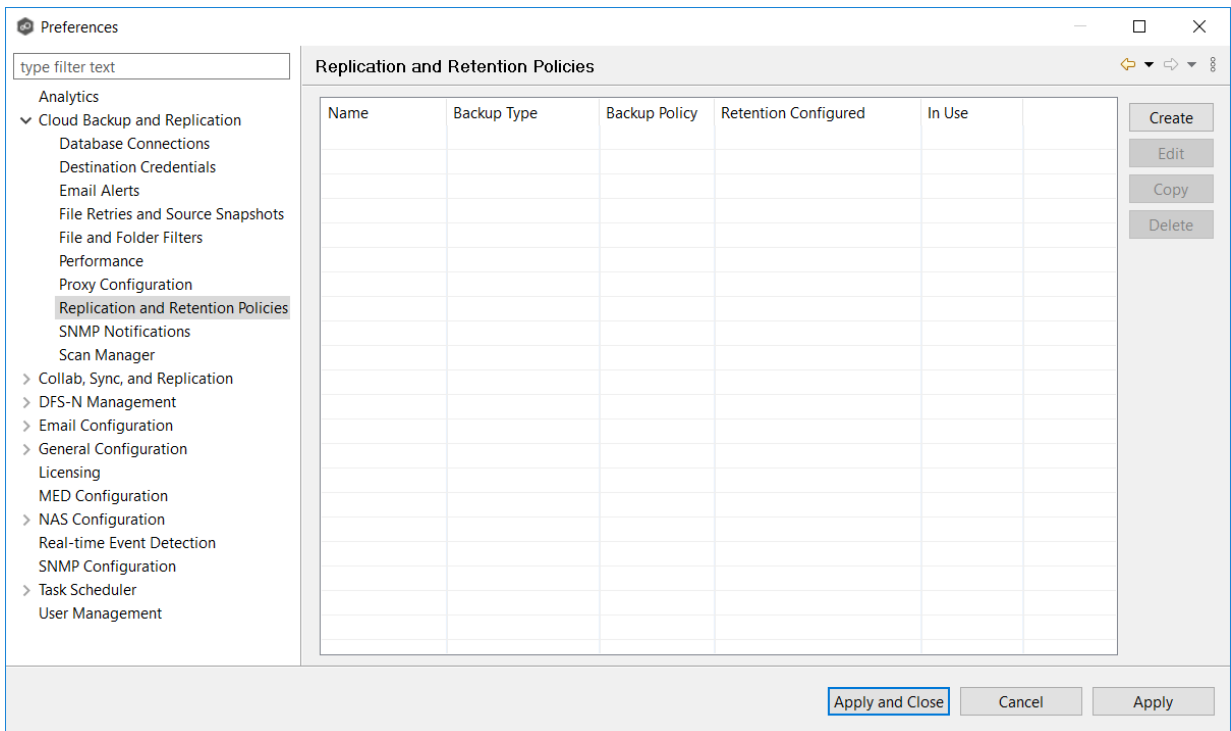 Preferences
type filter text
Analytics
Cloud Backup and Replication
Database Connections
Destination Credentials
Email Alerts
File Retries and Source Snapshots
File and Folder Filters
Performance
Proxy Configuration
Replication and Retention Policies
SNMP Notifications
Scan Manager
Collab, Sync, and Replication
DFS-N Management
Email Configuration
General Configuration
Licensing
MED Configuration
NAS Configuration
Real-time Event Detection
SNMP Configuration
Task Scheduler
User Management
Replication and Retention Policies
Name Backup Type Backup Policy Retention Configured In Use
Create
Edit
Copy
Delete
Apply and Close Cancel Apply